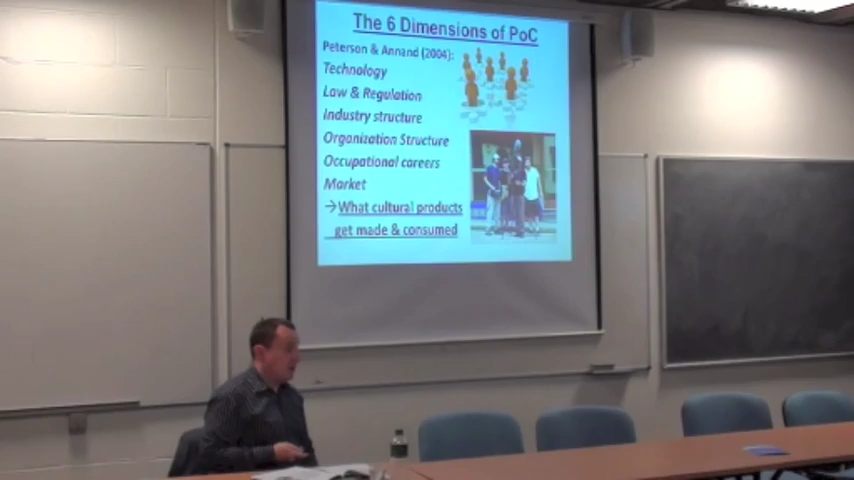 The 6 Dimensions of PoC
Peterson & Annand (2004):
Technology
Law & Regulation
Industry structure
Organization Structure
Occupational careers
Market
→What cultural products
get made & consumed